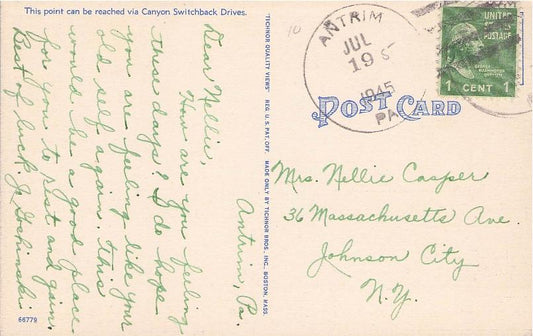 This point can be reached via Canyon Switchback Drives.
Antrim, Pa.
Dear Nellie,
How are you feeling
these days? I do hope
you are feeling like your
old self again. This
would be a good place
for you to rest and gain.
Best of luck. J.
66779
TICHNOR QUALITY VIEWS REG. U. S. PAT. OFF. MADE ONLY BY TICHNOR BROS., INC., BOSTON, MASS.
10
ANTRIM
JUL
19
5
1945
PA.
UNITED STATES
POSTAGE
GEORGE WASHINGTON
1 CENT 1
POST CARD
Mrs. Nellie Casper
36 Massachusetts Ave.
Johnson City
N.Y.